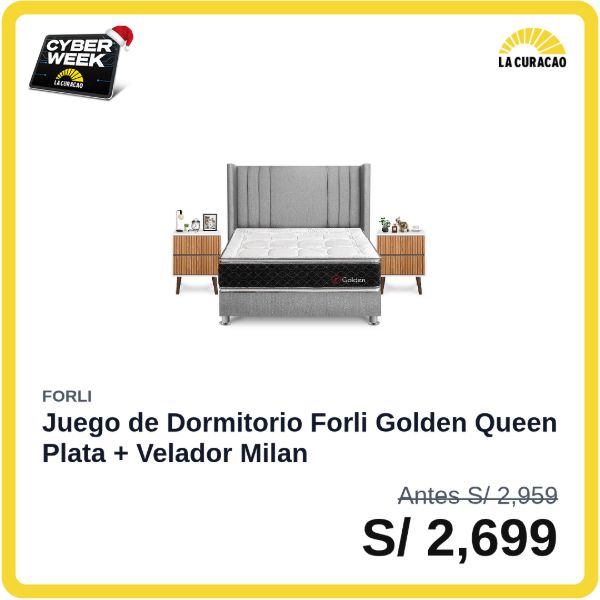 CYBER
WEEK
LA CURACAO
LA CURACAO
Golden
FORLI
Juego de Dormitorio Forli Golden Queen
Plata + Velador Milan
Antes S/ 2,959
S/ 2,699